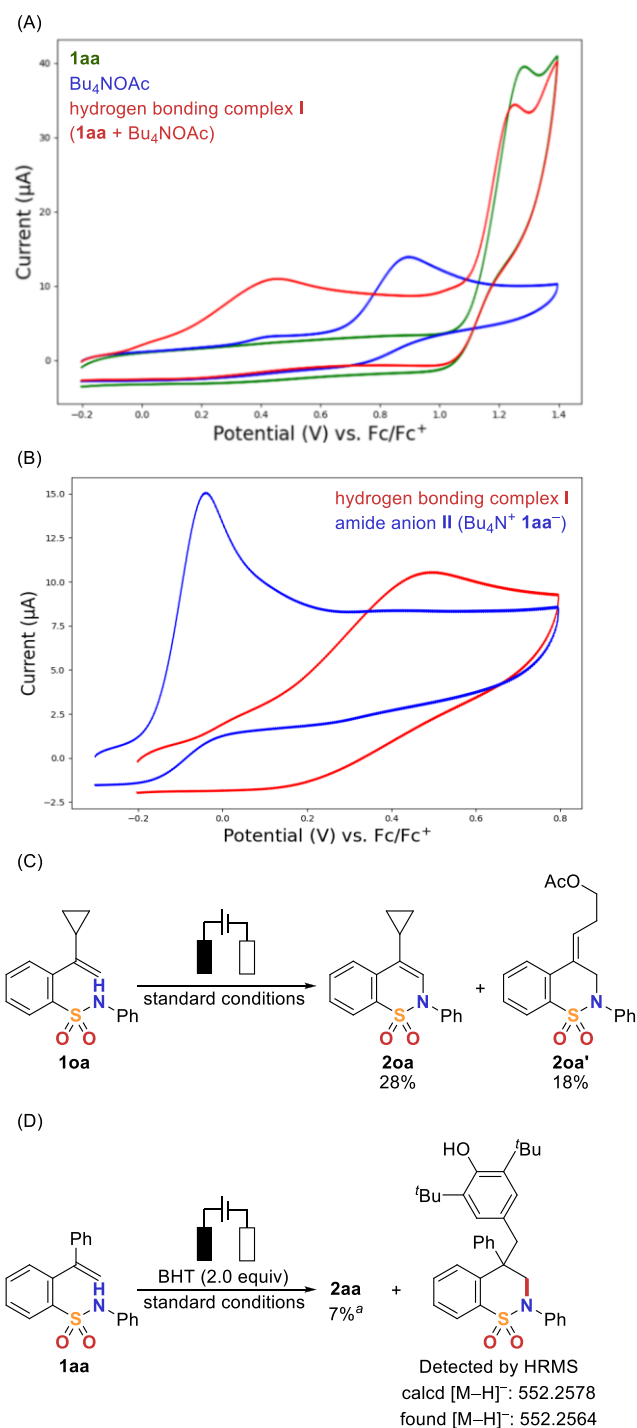 (A)
1aa
Bu4NOAc
hydrogen bonding complex I
(1aa + Bu4NOAc)
40
30
20
10
0
Current (μA)
−0.2 0.0 0.2 0.4 0.6 0.8 1.0 1.2 1.4
Potential (V) vs. Fc/Fc+
(B)
hydrogen bonding complex I
amide anion II (Bu4N+ 1aa−)
15.0
12.5
10.0
7.5
5.0
2.5
0.0
−2.5
Current (μA)
−0.2 0.0 0.2 0.4 0.6 0.8
Potential (V) vs. Fc/Fc+
(C)
H
N
Ph
S
O O
1oa
standard conditions
N
Ph
S
O O
2oa
28%
+
AcO
N
Ph
S
O O
2oa'
18%
(D)
Ph
H
N
Ph
S
O O
1aa
BHT (2.0 equiv)
standard conditions
2aa
7%a
+
HO
tBu
tBu
Ph
N
Ph
S
O O
Detected by HRMS
calcd [M–H]−: 552.2578
found [M–H]−: 552.2564